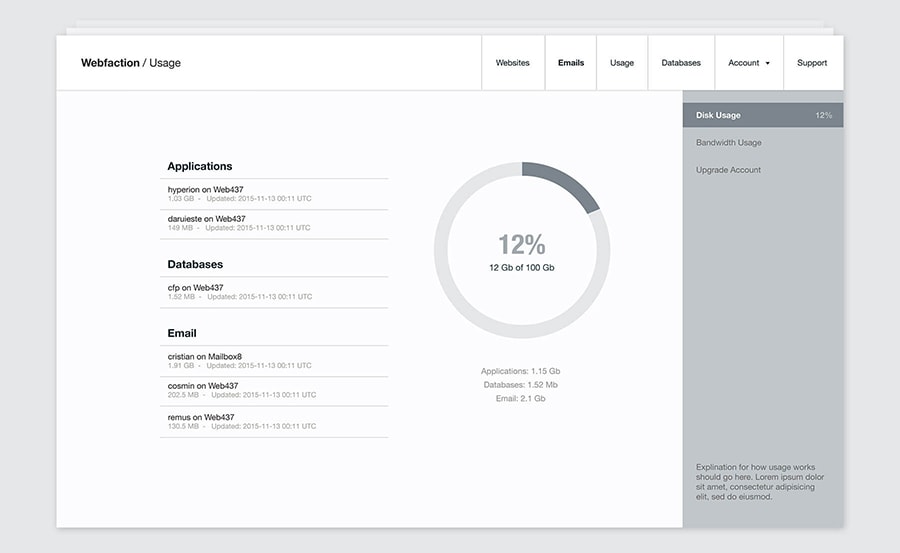 Webfaction / Usage
Websites
Emails
Usage
Databases
Account
Support
Applications
hyperion on Web437
1.03 GB - Updated: 2015-11-13 00:11 UTC
daruieste on Web437
149 MB - Updated: 2015-11-13 00:11 UTC
Databases
cfp on Web437
1.52 MB - Updated: 2015-11-13 00:11 UTC
Email
cristian on Mailbox8
1.91 GB - Updated: 2015-11-13 00:11 UTC
cosmin on Web437
202.5 MB - Updated: 2015-11-13 00:11 UTC
remus on Web437
130.5 MB - Updated: 2015-11-13 00:11 UTC
12%
12 Gb of 100 Gb
Applications: 1.15 Gb
Databases: 1.52 Mb
Email: 2.1 Gb
Disk Usage 12%
Bandwidth Usage
Upgrade Account
Explination for how usage works
should go here. Lorem ipsum dolor
sit amet, consectetur adipisicing
elit, sed do eiusmod.